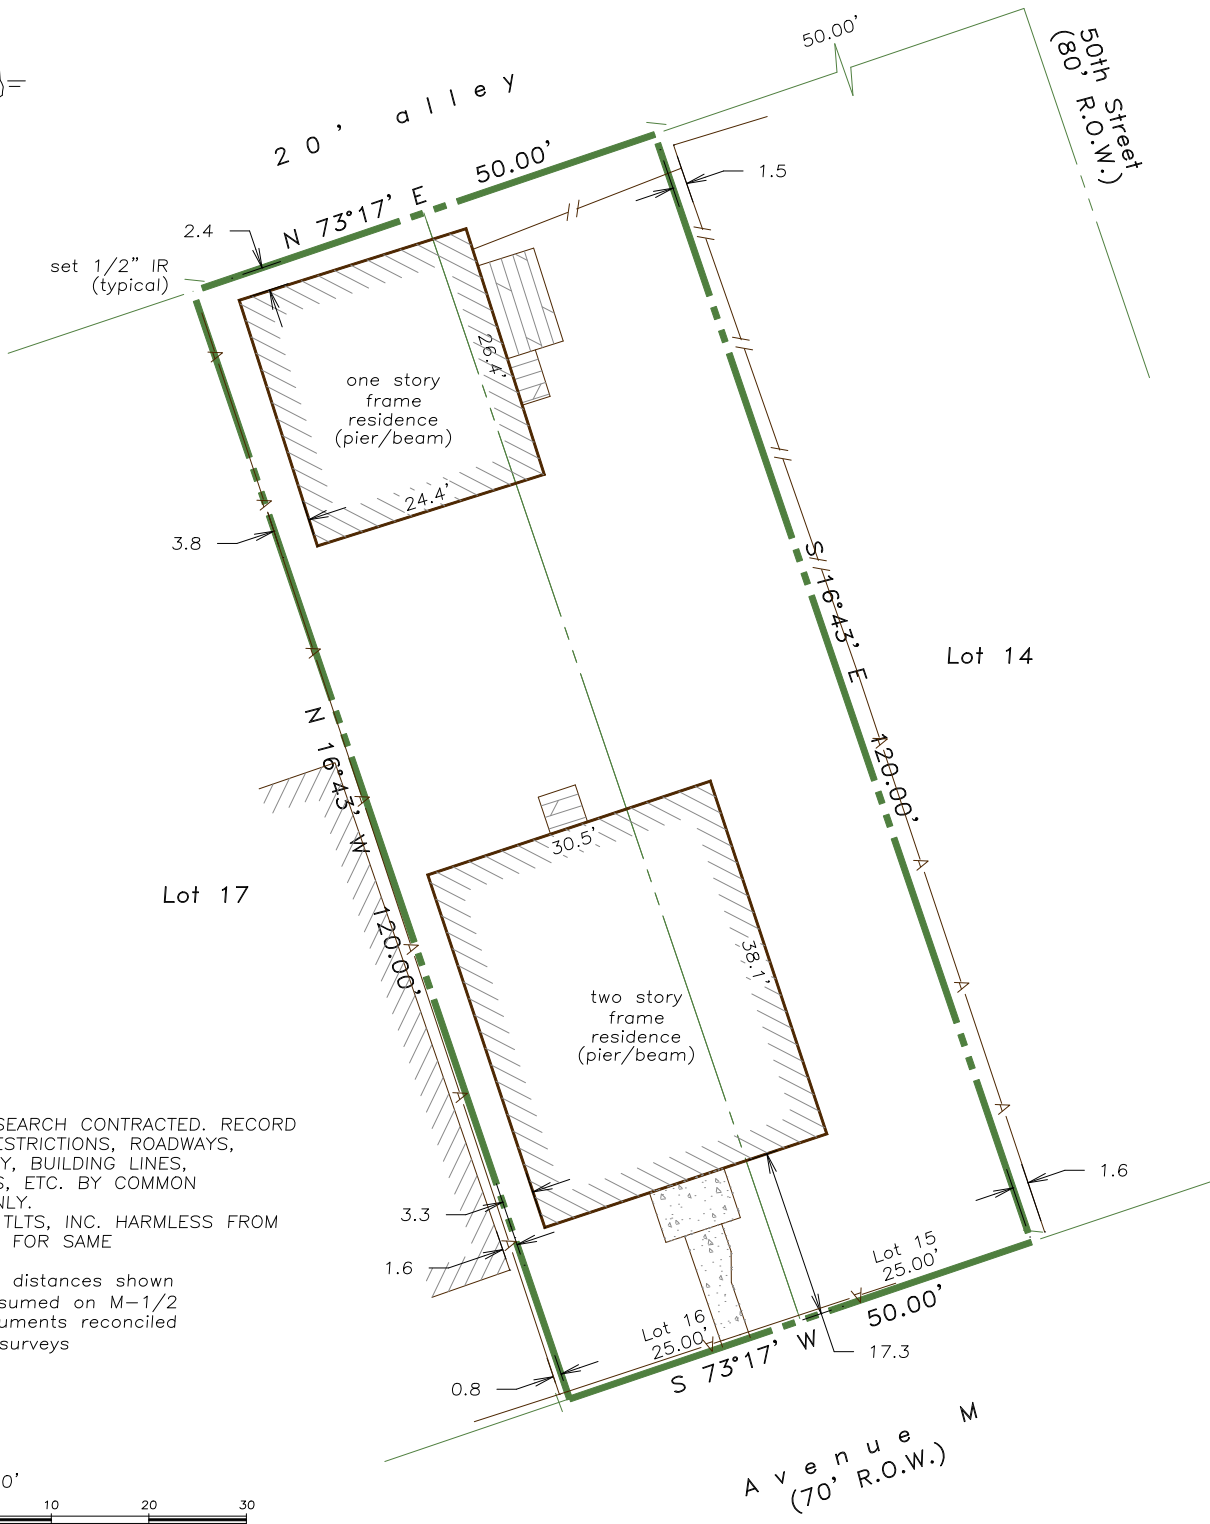 50.00'
50th Street
(80' R.O.W.)
20' alley
N 73°17' E 50.00'
1.5
2.4
set 1/2" IR
(typical)
26.4'
one story
frame
residence
(pier/beam)
24.4'
3.8
S 16°43' E 120.00'
Lot 14
N 16°43' W 120.00'
Lot 17
30.5'
38.1'
two story
frame
residence
(pier/beam)
SEARCH CONTRACTED. RECORD
ESTRICTIONS, ROADWAYS,
Y, BUILDING LINES,
S, ETC. BY COMMON
NLY.
TLTS, INC. HARMLESS FROM
FOR SAME
distances shown
sumed on M-1/2
uments reconciled
surveys
3.3
1.6
1.6
Lot 15
25.00'
Lot 16
25.00'
S 73°17' W 50.00'
17.3
0.8
Avenue M
(70' R.O.W.)
0'
10 20 30